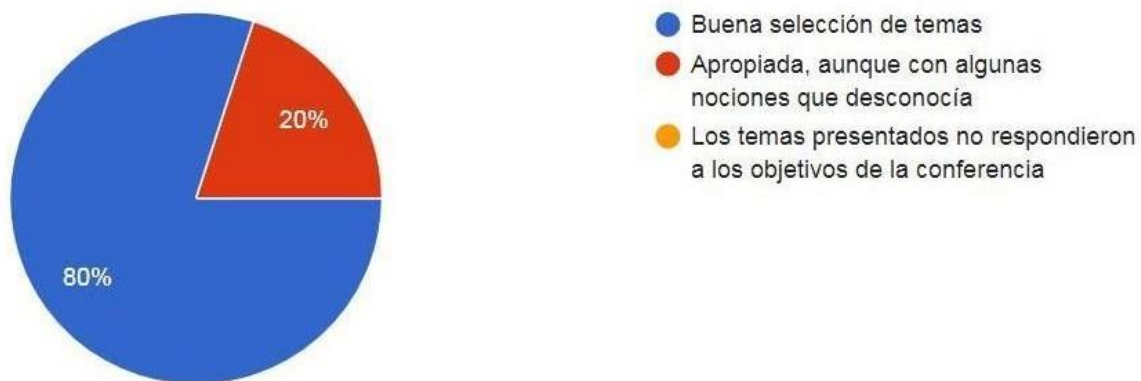 Buena selección de temas
Apropiada, aunque con algunas
nociones que desconocía
Los temas presentados no respondieron
a los objetivos de la conferencia
20%
80%